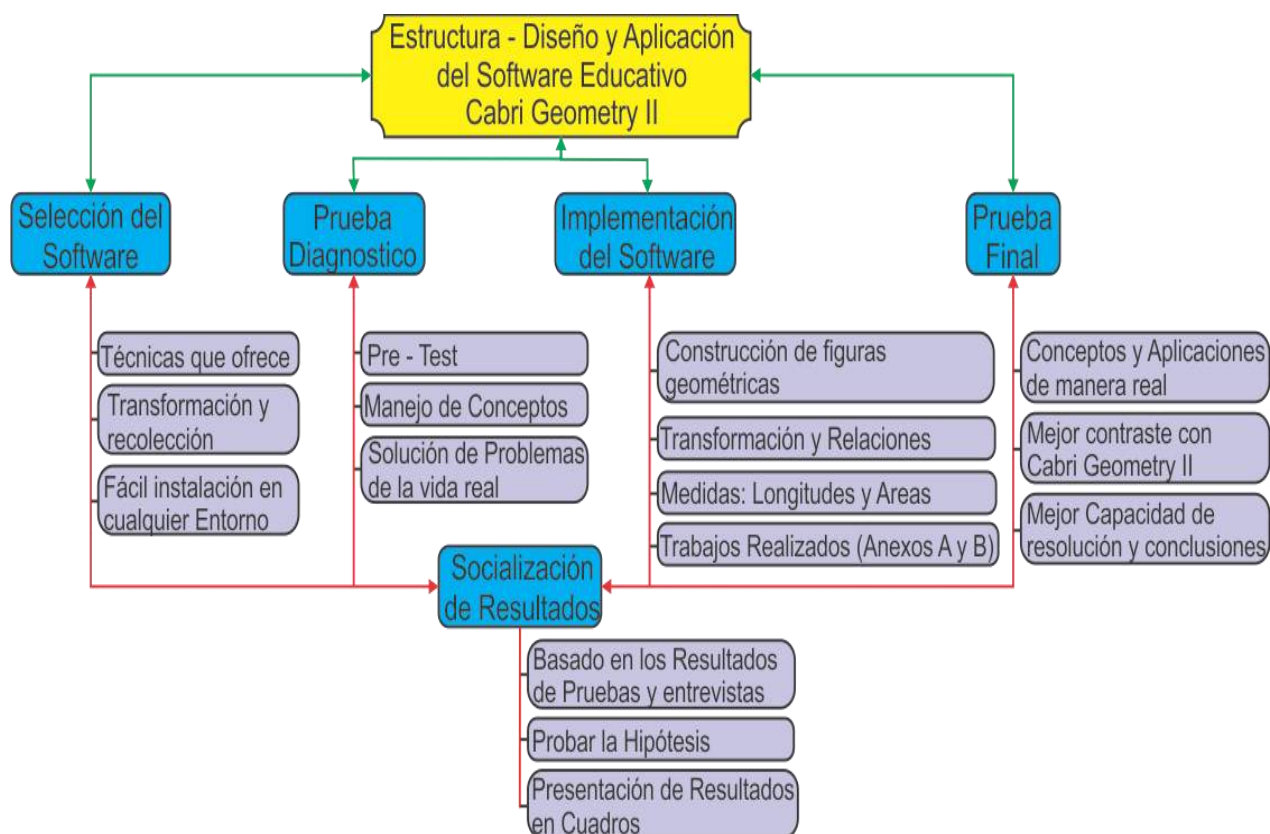 Estructura - Diseño y Aplicación
del Software Educativo
Cabri Geometry II
Selección del
Software
Prueba
Diagnostico
Implementación
del Software
Prueba
Final
Técnicas que ofrece
Transformación y
recolección
Fácil instalación en
cualquier Entorno
Pre - Test
Manejo de Conceptos
Solución de Problemas
de la vida real
Construcción de figuras
geométricas
Transformación y Relaciones
Medidas: Longitudes y Areas
Trabajos Realizados (Anexos A y B)
Conceptos y Aplicaciones
de manera real
Mejor contraste con
Cabri Geometry II
Mejor Capacidad de
resolución y conclusiones
Socialización
de Resultados
Basado en los Resultados
de Pruebas y entrevistas
Probar la Hipótesis
Presentación de Resultados
en Cuadros